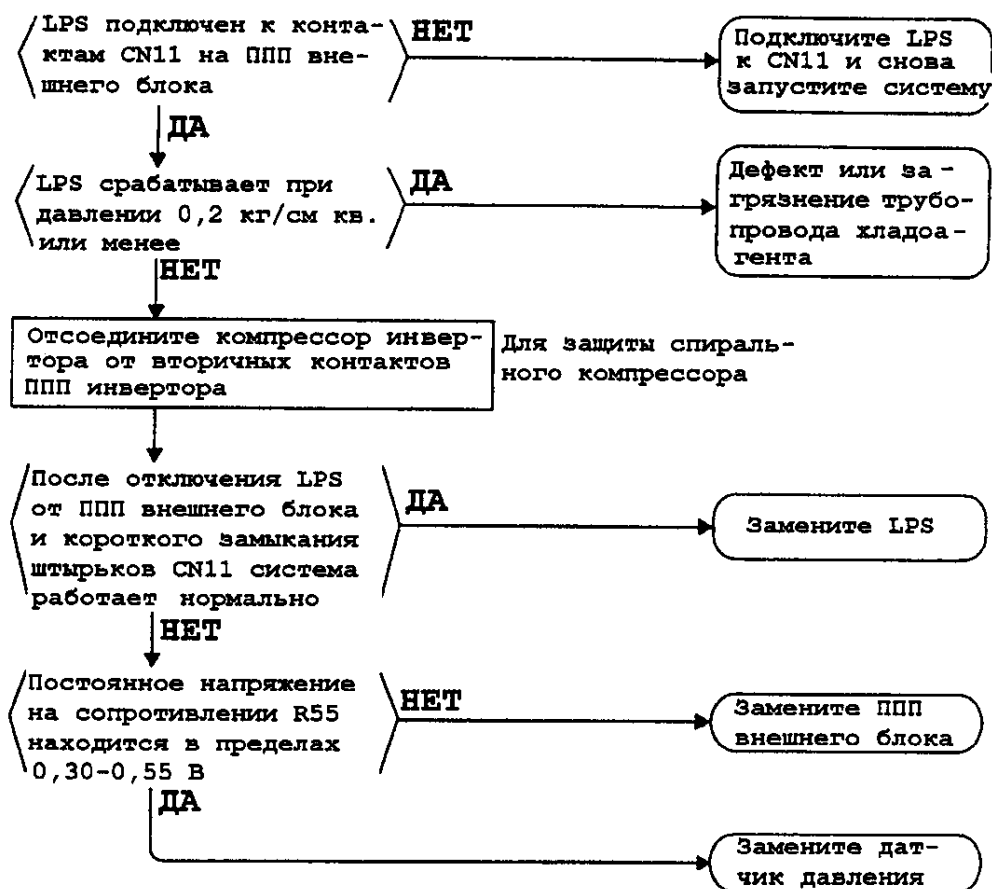 LPS подключен к конта-
ктам CN11 на ППП вне-
шнего блока
НЕТ
Подключите LPS
к CN11 и снова
запустите систему
ДА
LPS срабатывает при
давлении 0,2 кг/см кв.
или менее
ДА
Дефект или за-
грязнение трубо-
провода хладоа-
гента
НЕТ
Отсоедините компрессор инвер-
тора от вторичных контактов
ППП инвертора
Для защиты спираль-
ного компрессора
После отключения LPS
от ППП внешнего блока
и короткого замыкания
штырьков CN11 система
работает нормально
ДА
Замените LPS
НЕТ
Постоянное напряжение
на сопротивлении R55
находится в пределах
0,30-0,55 В
НЕТ
Замените ППП
внешнего блока
ДА
Замените дат-
чик давления